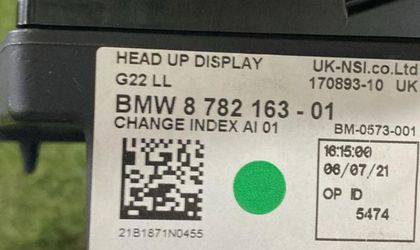 HEAD UP DISPLAY
UK-NSI.co.Ltd
G22 LL
170893-10 UK
BMW 8 782 163 - 01
CHANGE INDEX AI 01
BM-0573-001
16:15:00
06/07/21
OP ID
5474
21B1871N0455